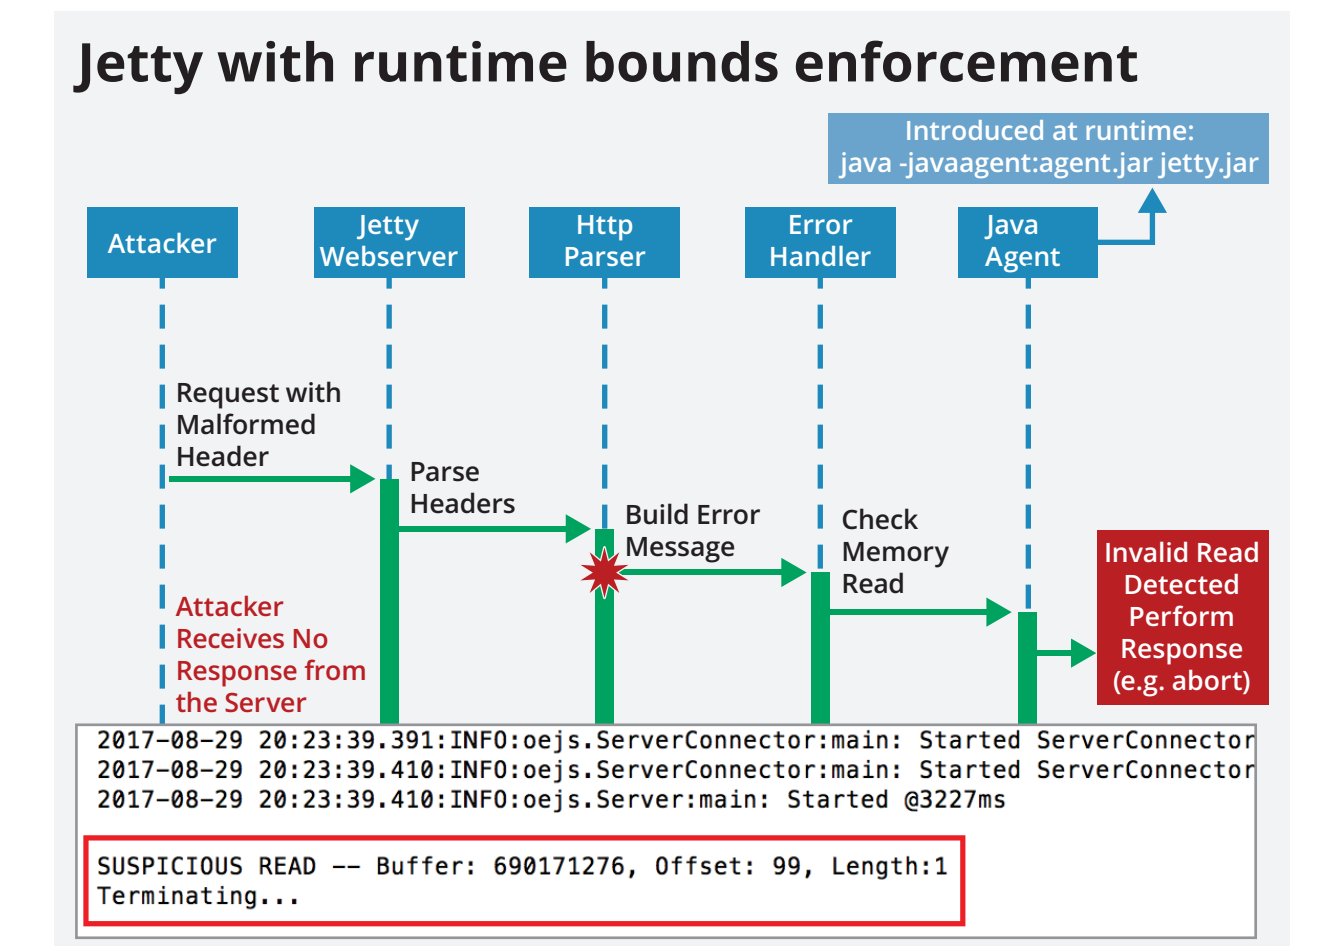 Jetty with runtime bounds enforcement
Introduced at runtime:
java -javaagent:agent.jar jetty.jar
Attacker
Jetty
Webserver
Http
Parser
Error
Handler
Java
Agent
Request with
Malformed
Header
Parse
Headers
Build Error
Message
Check
Memory
Read
Invalid Read
Detected
Perform
Response
(e.g. abort)
Attacker
Receives No
Response from
the Server
2017-08-29 20:23:39.391:INFO:oejs.ServerConnector:main: Started ServerConnector
2017-08-29 20:23:39.410:INFO:oejs.ServerConnector:main: Started ServerConnector
2017-08-29 20:23:39.410:INFO:oejs.Server:main: Started @3227ms
SUSPICIOUS READ -- Buffer: 690171276, Offset: 99, Length:1
Terminating...